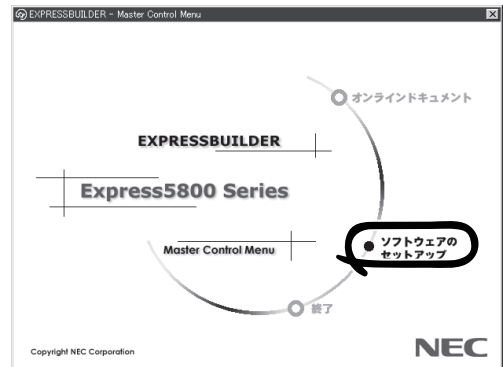 EXPRESSBUILDER - Master Control Menu
オンラインドキュメント
EXPRESSBUILDER
Express5800 Series
ソフトウェアの
セットアップ
Master Control Menu
終了
Copyright NEC Corporation
NEC